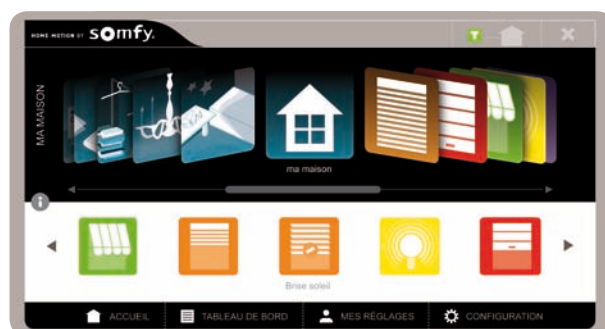 HOME MOTION BY somfy.
MA MAISON
ma maison
Brise soleil
ACCUEIL
TABLEAU DE BORD
MES RÉGLAGES
CONFIGURATION